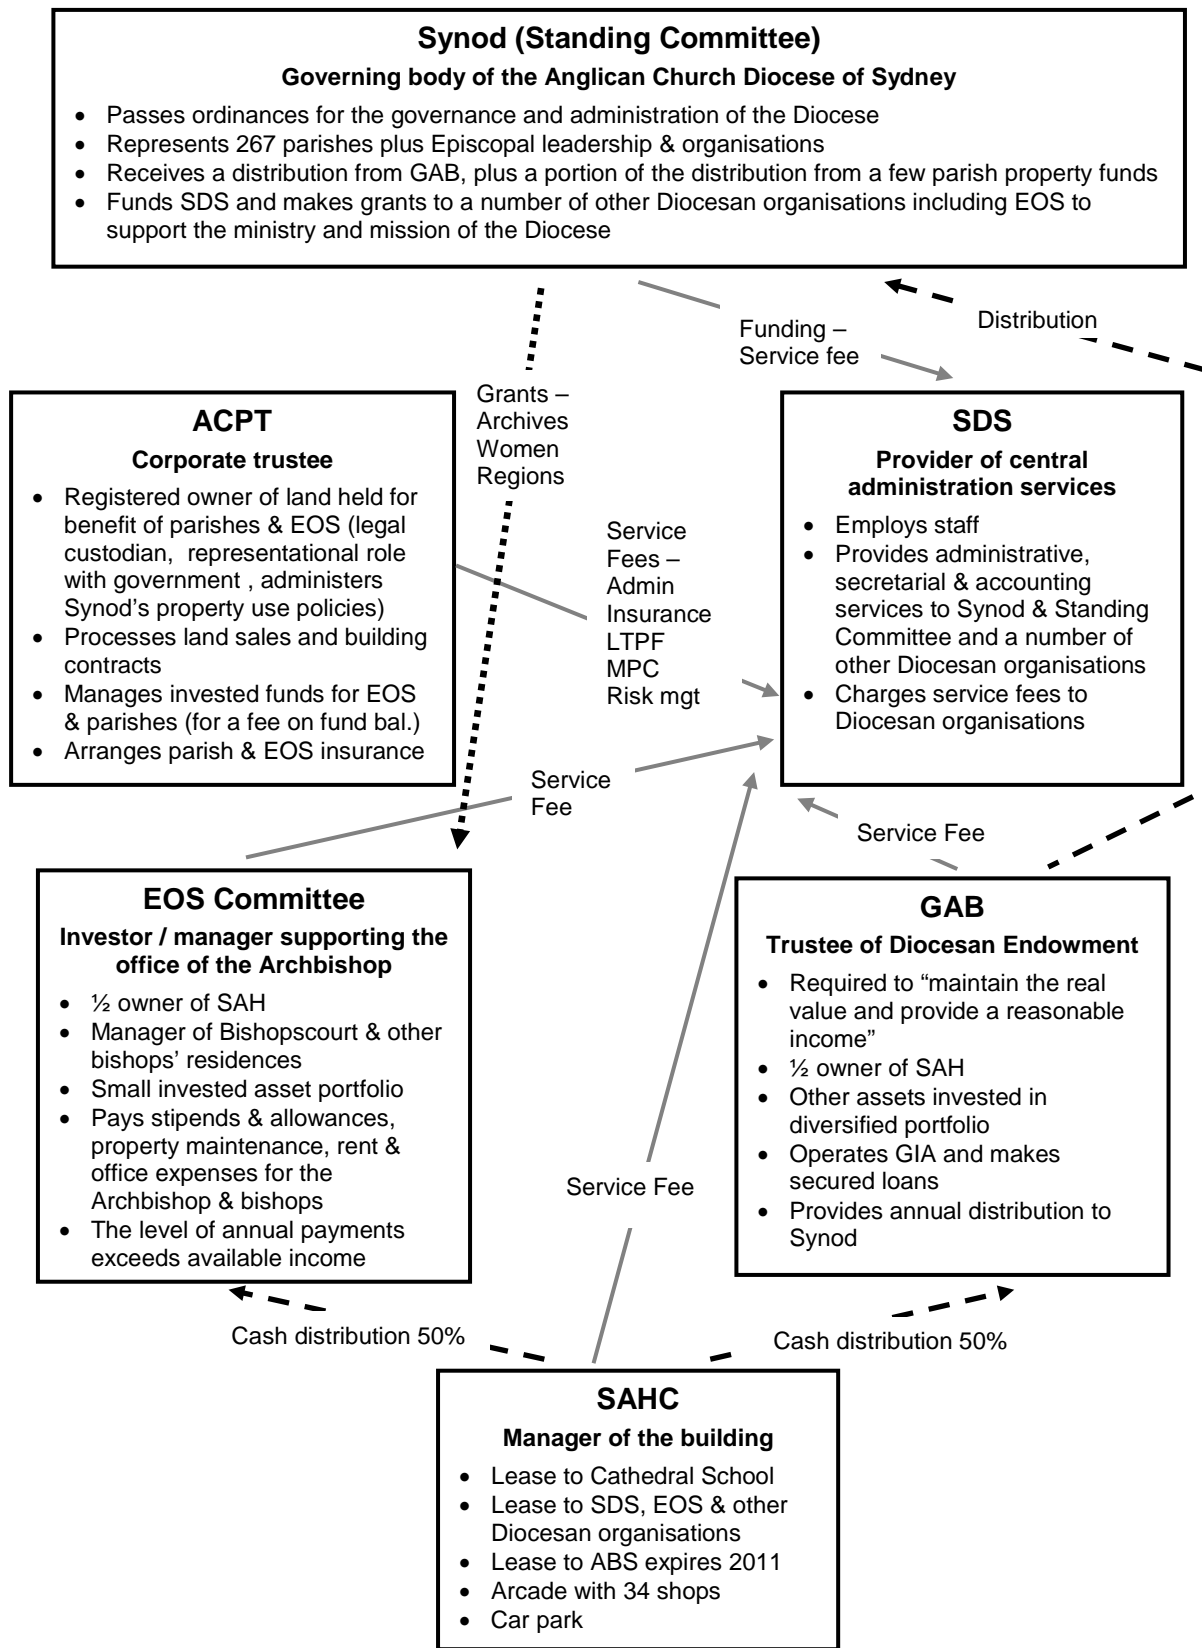 Synod (Standing Committee)
Governing body of the Anglican Church Diocese of Sydney
• Passes ordinances for the governance and administration of the Diocese
• Represents 267 parishes plus Episcopal leadership & organisations
• Receives a distribution from GAB, plus a portion of the distribution from a few parish property funds
• Funds SDS and makes grants to a number of other Diocesan organisations including EOS to
support the ministry and mission of the Diocese
Funding –
Service fee
Distribution
Grants –
Archives
Women
Regions
ACPT
Corporate trustee
• Registered owner of land held for
benefit of parishes & EOS (legal
custodian, representational role
with government , administers
Synod’s property use policies)
• Processes land sales and building
contracts
• Manages invested funds for EOS
& parishes (for a fee on fund bal.)
• Arranges parish & EOS insurance
Service
Fees –
Admin
Insurance
LTPF
MPC
Risk mgt
SDS
Provider of central
administration services
• Employs staff
• Provides administrative,
secretarial & accounting
services to Synod & Standing
Committee and a number of
other Diocesan organisations
• Charges service fees to
Diocesan organisations
Service
Fee
Service Fee
EOS Committee
Investor / manager supporting the
office of the Archbishop
• ½ owner of SAH
• Manager of Bishopscourt & other
bishops’ residences
• Small invested asset portfolio
• Pays stipends & allowances,
property maintenance, rent &
office expenses for the
Archbishop & bishops
• The level of annual payments
exceeds available income
Service Fee
GAB
Trustee of Diocesan Endowment
• Required to “maintain the real
value and provide a reasonable
income”
• ½ owner of SAH
• Other assets invested in
diversified portfolio
• Operates GIA and makes
secured loans
• Provides annual distribution to
Synod
Cash distribution 50%
Cash distribution 50%
SAHC
Manager of the building
• Lease to Cathedral School
• Lease to SDS, EOS & other
Diocesan organisations
• Lease to ABS expires 2011
• Arcade with 34 shops
• Car park